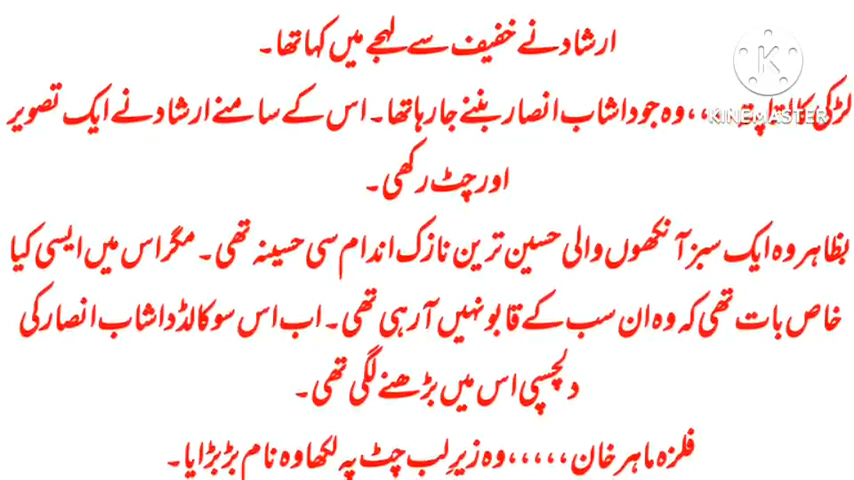 ارشاد نے خفیف سے لہجے میں کہا تھا۔
KINEMASTER
لڑکی کا اتا پتہ ،،، وہ جو داشاب انصار بننے جا رہا تھا۔ اس کے سامنے ارشاد نے ایک تصویر
اور چٹ رکھی۔
بظاہر وہ ایک سبز آنکھوں والی حسین ترین نازک اندام سی حسینہ تھی۔ مگر اس میں ایسی کیا
خاص بات تھی کہ وہ ان سب کے قابو نہیں آرہی تھی۔ اب اس سو کالڈ داشاب انصار کی
دلچسپی اس میں بڑھنے لگی تھی۔
فلزہ ماہر خان،،،،، وہ زیرِ لب چٹ پہ لکھا وہ نام بڑبڑایا۔